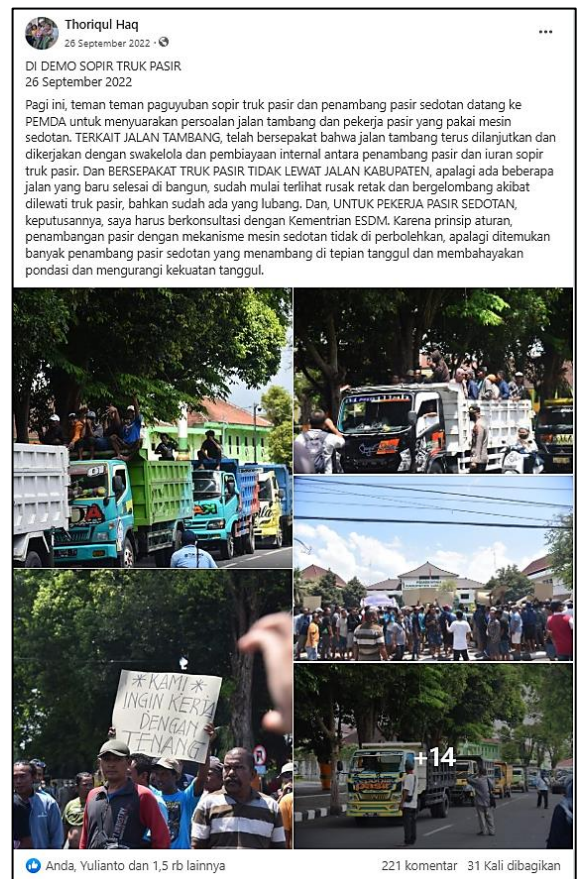 Thoriqul Haq
26 September 2022 ·
DI DEMO SOPIR TRUK PASIR
26 September 2022
Pagi ini, teman teman paguyuban sopir truk pasir dan penambang pasir sedotan datang ke
PEMDA untuk menyuarakan persoalan jalan tambang dan pekerja pasir yang pakai mesin
sedotan. TERKAIT JALAN TAMBANG, telah bersepakat bahwa jalan tambang terus dilanjutkan dan
dikerjakan dengan swakelola dan pembiayaan internal antara penambang pasir dan iuran sopir
truk pasir. Dan BERSEPAKAT TRUK PASIR TIDAK LEWAT JALAN KABUPATEN, apalagi ada beberapa
jalan yang baru selesai di bangun, sudah mulai terlihat rusak retak dan bergelombang akibat
dilewati truk pasir, bahkan sudah ada yang lubang. Dan, UNTUK PEKERJA PASIR SEDOTAN,
keputusannya, saya harus berkonsultasi dengan Kementrian ESDM. Karena prinsip aturan,
penambangan pasir dengan mekanisme mesin sedotan tidak di perbolehkan, apalagi ditemukan
banyak penambang pasir sedotan yang menambang di tepian tanggul dan membahayakan
pondasi dan mengurangi kekuatan tanggul.
*KAMI*
INGIN KERJA
DENGAN
TENANG
+14
Anda, Yulianto dan 1,5 rb lainnya
221 komentar 31 Kali dibagikan